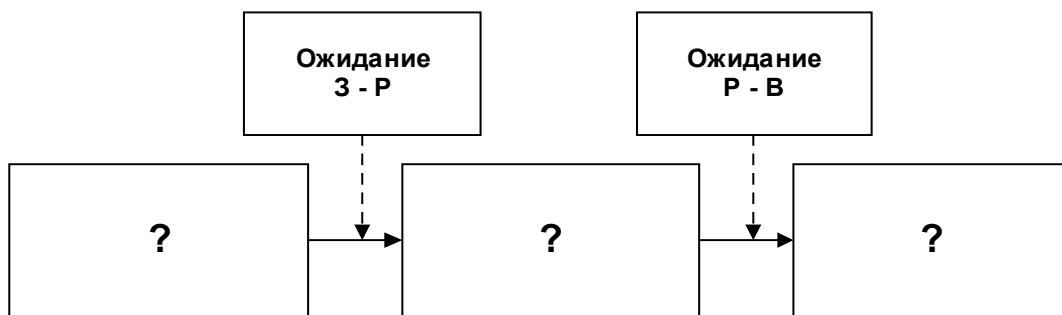 Ожидание
З - Р
Ожидание
Р - В
?
?
?